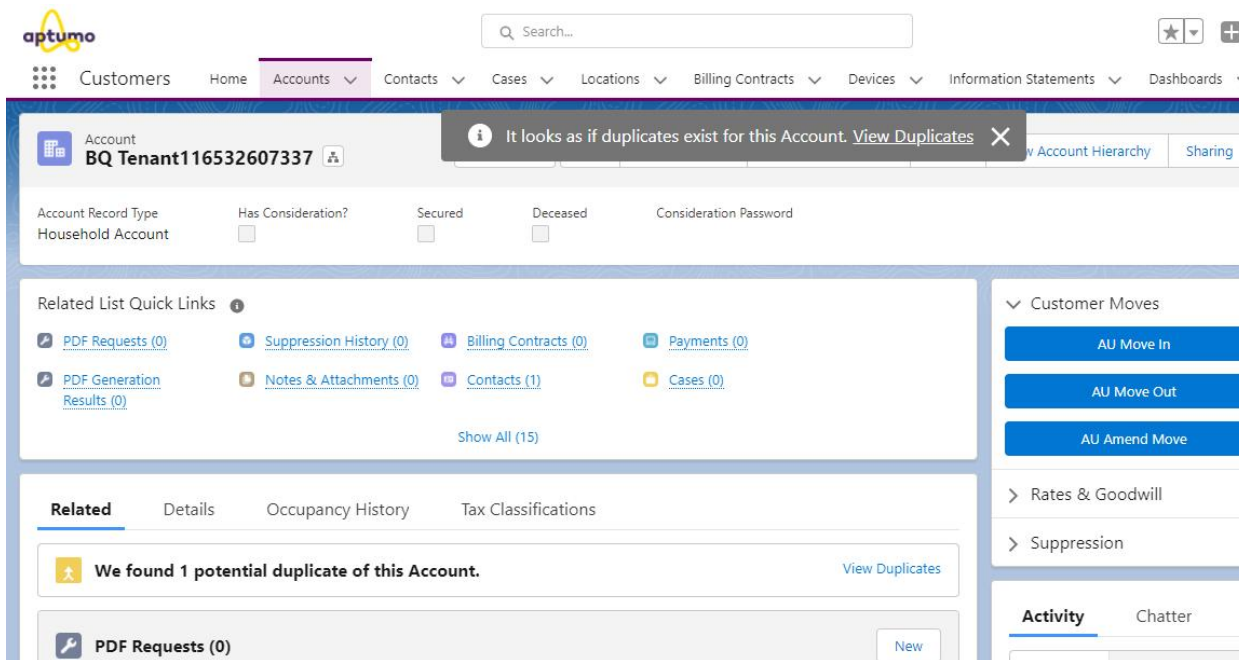 aptumo
Search...
Customers Home Accounts Contacts Cases Locations Billing Contracts Devices Information Statements Dashboards
It looks as if duplicates exist for this Account. View Duplicates
Account
BQ Tenant116532607337
Account Hierarchy Sharing
Account Record Type Has Consideration? Secured Deceased Consideration Password
Household Account
Related List Quick Links
PDF Requests (0) Suppression History (0) Billing Contracts (0) Payments (0)
PDF Generation Notes & Attachments (0) Contacts (1) Cases (0)
Results (0)
Show All (15)
Customer Moves
AU Move In
AU Move Out
AU Amend Move
Rates & Goodwill
Suppression
Related Details Occupancy History Tax Classifications
We found 1 potential duplicate of this Account. View Duplicates
PDF Requests (0) New
Activity Chatter